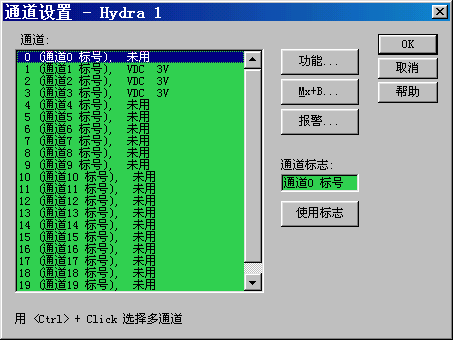 通道设置 - Hydra 1
通道:
0 (通道0 标号), 未用
1 (通道1 标号), VDC 3V
2 (通道2 标号), VDC 3V
3 (通道3 标号), VDC 3V
4 (通道4 标号), 未用
5 (通道5 标号), 未用
6 (通道6 标号), 未用
7 (通道7 标号), 未用
8 (通道8 标号), 未用
9 (通道9 标号), 未用
10 (通道10 标号), 未用
11 (通道11 标号), 未用
12 (通道12 标号), 未用
13 (通道13 标号), 未用
14 (通道14 标号), 未用
15 (通道15 标号), 未用
16 (通道16 标号), 未用
17 (通道17 标号), 未用
18 (通道18 标号), 未用
19 (通道19 标号), 未用
功能...
Mx+B...
报警...
通道标志:
通道0 标号
使用标志
OK
取消
帮助
用 <Ctrl> + Click 选择多通道